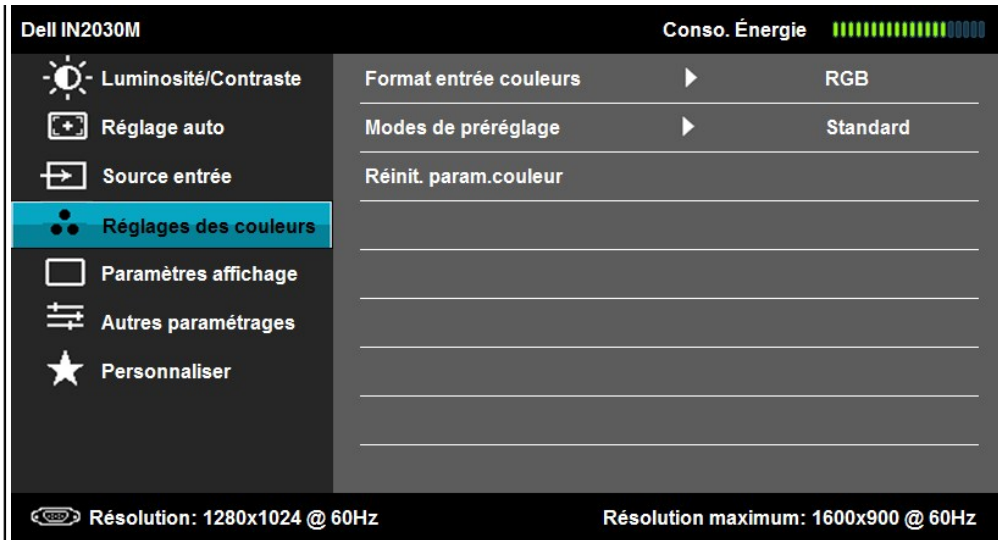 Dell IN2030M Conso. Énergie
Luminosité/Contraste Format entrée couleurs RGB
Réglage auto Modes de préréglage Standard
Source entrée Réinit. param.couleur
Réglages des couleurs
Paramètres affichage
Autres paramétrages
Personnaliser
Résolution: 1280x1024 @ 60Hz Résolution maximum: 1600x900 @ 60Hz